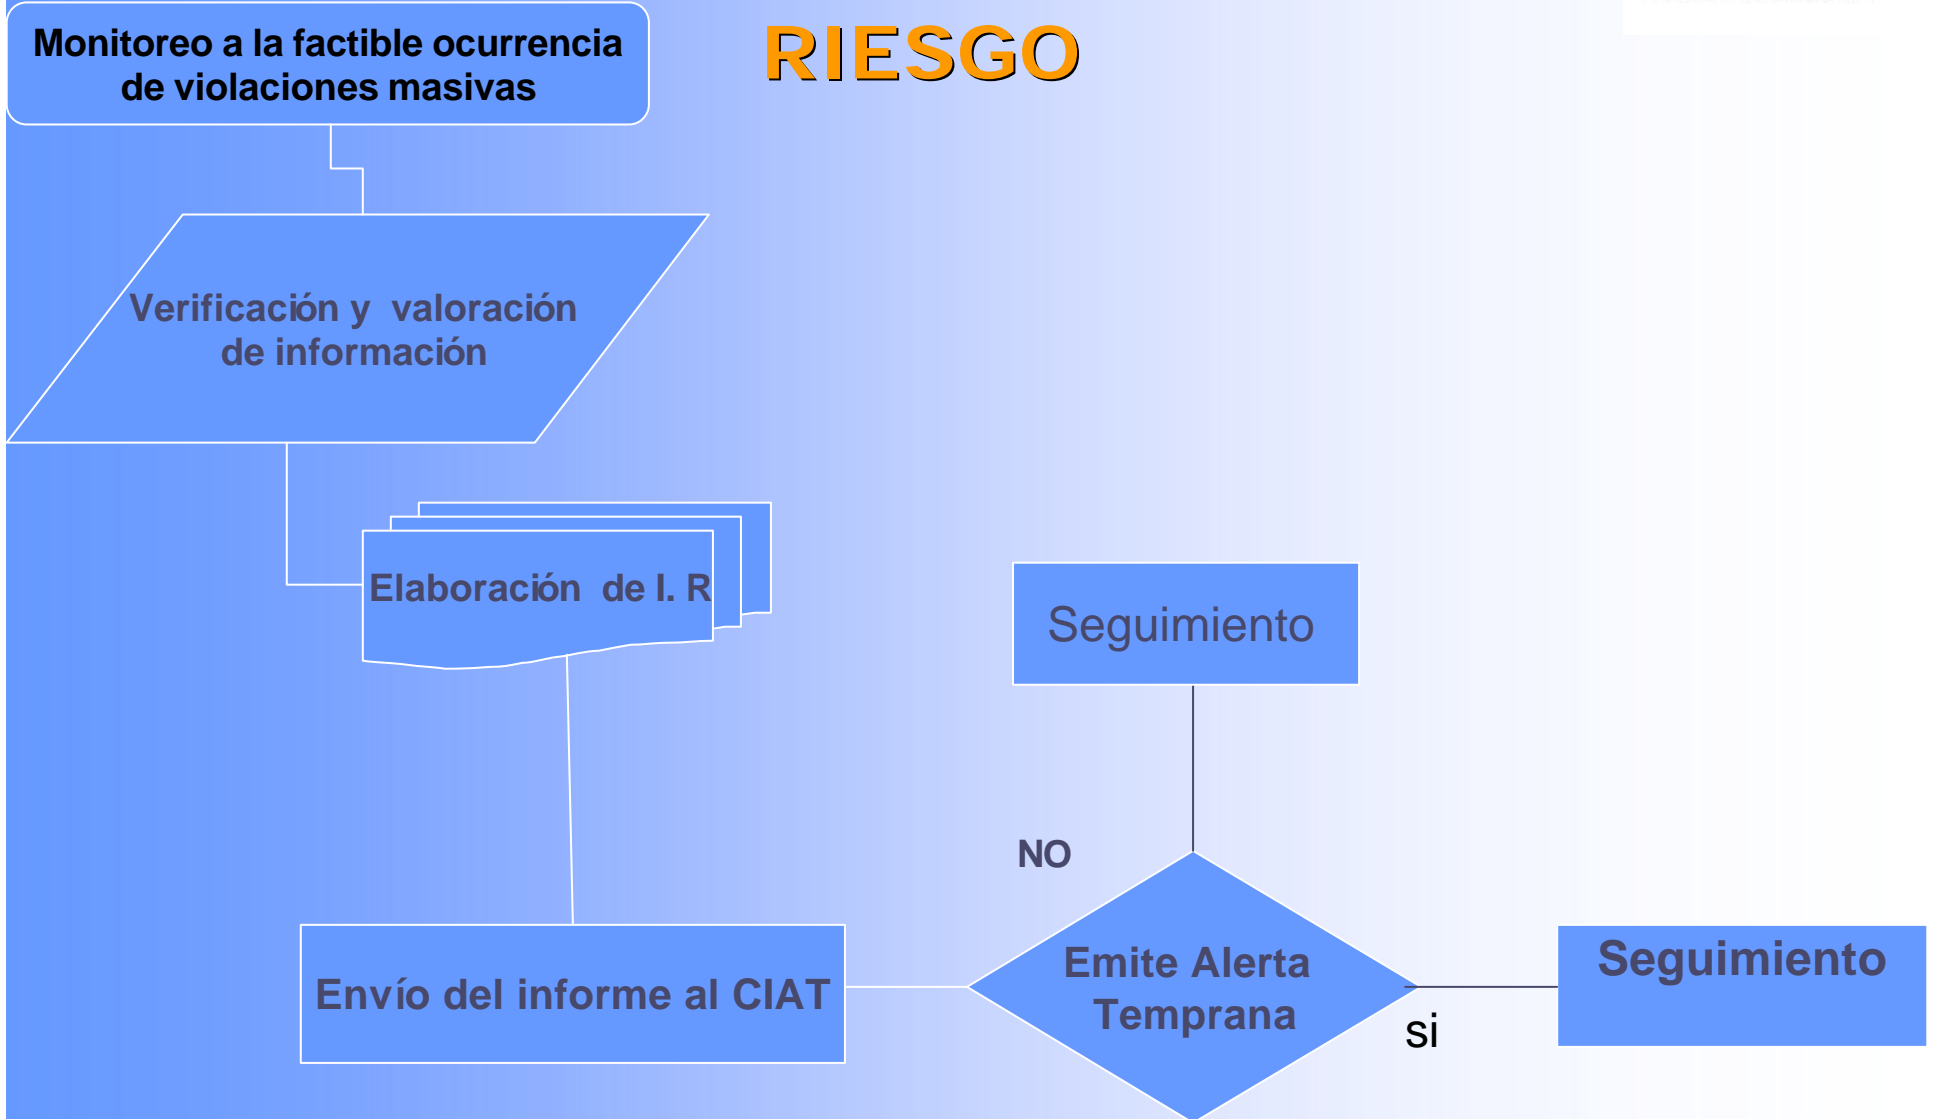 Monitoreo a la factible ocurrencia
de violaciones masivas
RIESGO
Verificación y valoración
de información
Elaboración de I. R
Seguimiento
NO
Envío del informe al CIAT
Emite Alerta
Temprana
si
Seguimiento